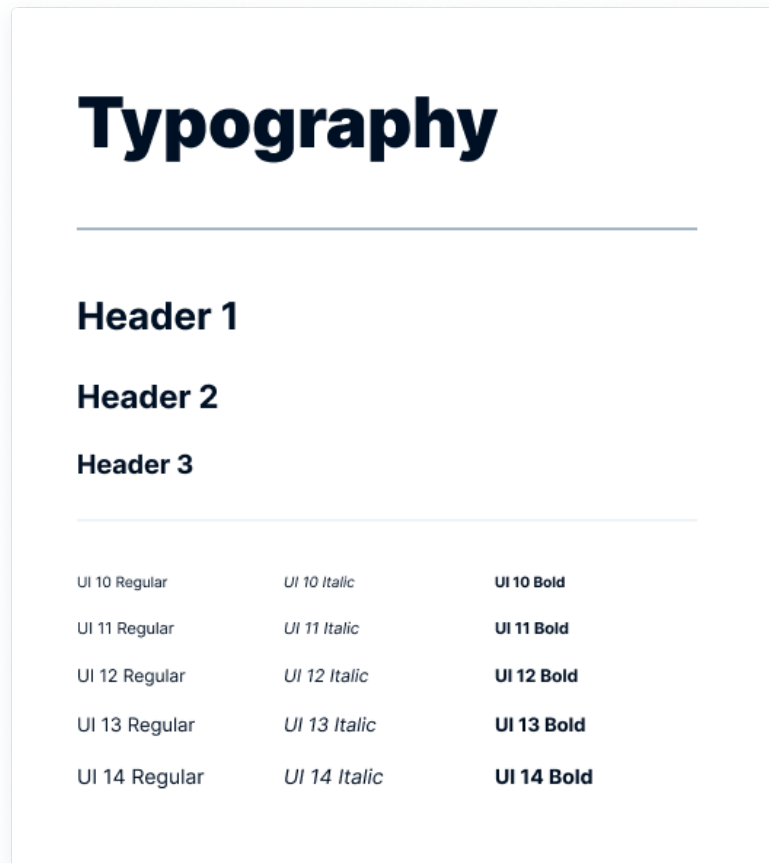 Typography
Header 1
Header 2
Header 3
UI 10 Regular UI 10 Italic UI 10 Bold
UI 11 Regular UI 11 Italic UI 11 Bold
UI 12 Regular UI 12 Italic UI 12 Bold
UI 13 Regular UI 13 Italic UI 13 Bold
UI 14 Regular UI 14 Italic UI 14 Bold